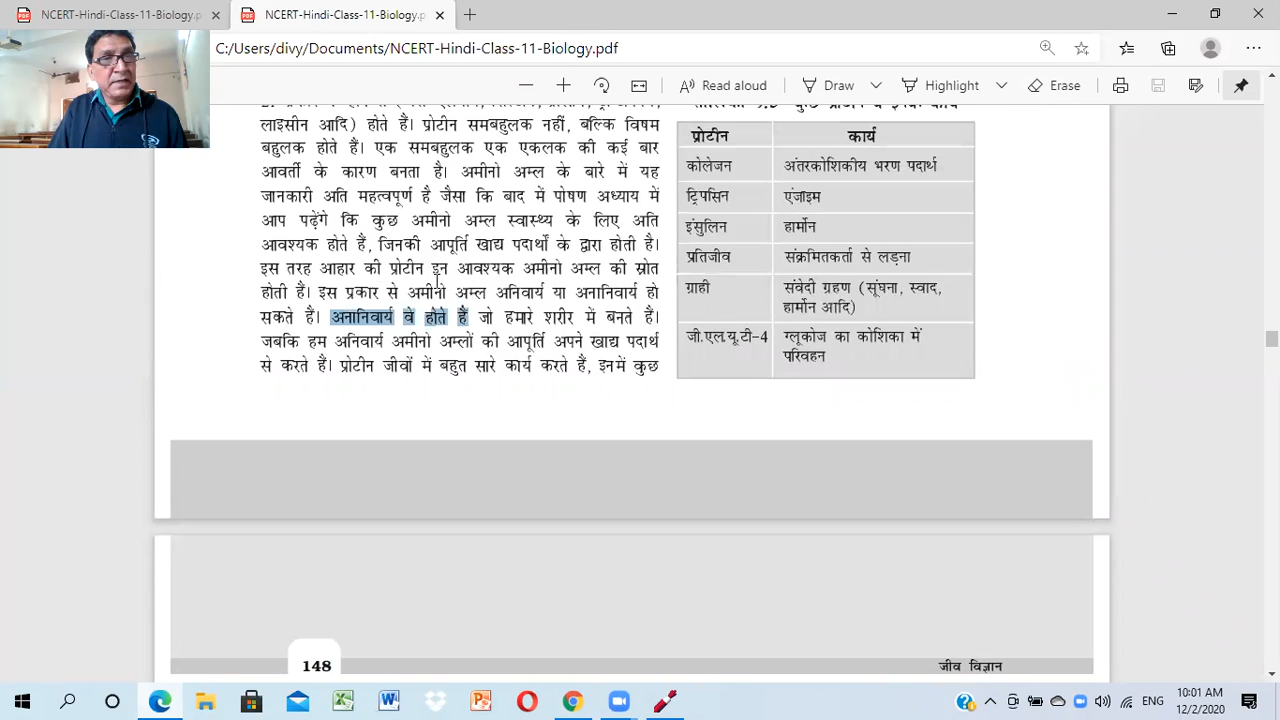 NCERT-Hindi-Class-11-Biology.pdf
NCERT-Hindi-Class-11-Biology.pdf
C:/Users/divy/Documents/NCERT-Hindi-Class-11-Biology.pdf
Read aloud Draw Highlight Erase
लाइसीन आदि) होते हैं। प्रोटीन समबहुलक नहीं, बल्कि विषम
बहुलक होते हैं। एक समबहुलक एक एकलक की कई बार
आवर्ती के कारण बनता है। अमीनो अम्ल के बारे में यह
जानकारी अति महत्वपूर्ण है जैसा कि बाद में पोषण अध्याय में
आप पढ़ेंगे कि कुछ अमीनो अम्ल स्वास्थ्य के लिए अति
आवश्यक होते हैं, जिनकी आपूर्ति खाद्य पदार्थों के द्वारा होती है।
इस तरह आहार की प्रोटीन इन आवश्यक अमीनो अम्ल की स्रोत
होती हैं। इस प्रकार से अमीनो अम्ल अनिवार्य या अनानिवार्य हो
सकते हैं। अनानिवार्य वे होते हैं जो हमारे शरीर में बनते हैं।
जबकि हम अनिवार्य अमीनो अम्लों की आपूर्ति अपने खाद्य पदार्थ
से करते हैं। प्रोटीन जीवों में बहुत सारे कार्य करते हैं, इनमें कुछ
प्रोटीन कार्य
कोलेजन अंतरकोशिकीय भरण पदार्थ
ट्रिपसिन एंजाइम
इंसुलिन हार्मोन
प्रतिजीव संक्रमितकर्ता से लड़ना
ग्राही संवेदी ग्रहण (सूंघना, स्वाद,
हार्मोन आदि)
जी.एल.यू.टी-4 ग्लूकोज का कोशिका में
परिवहन
148
जीव विज्ञान
ENG
10:01 AM
12/2/2020